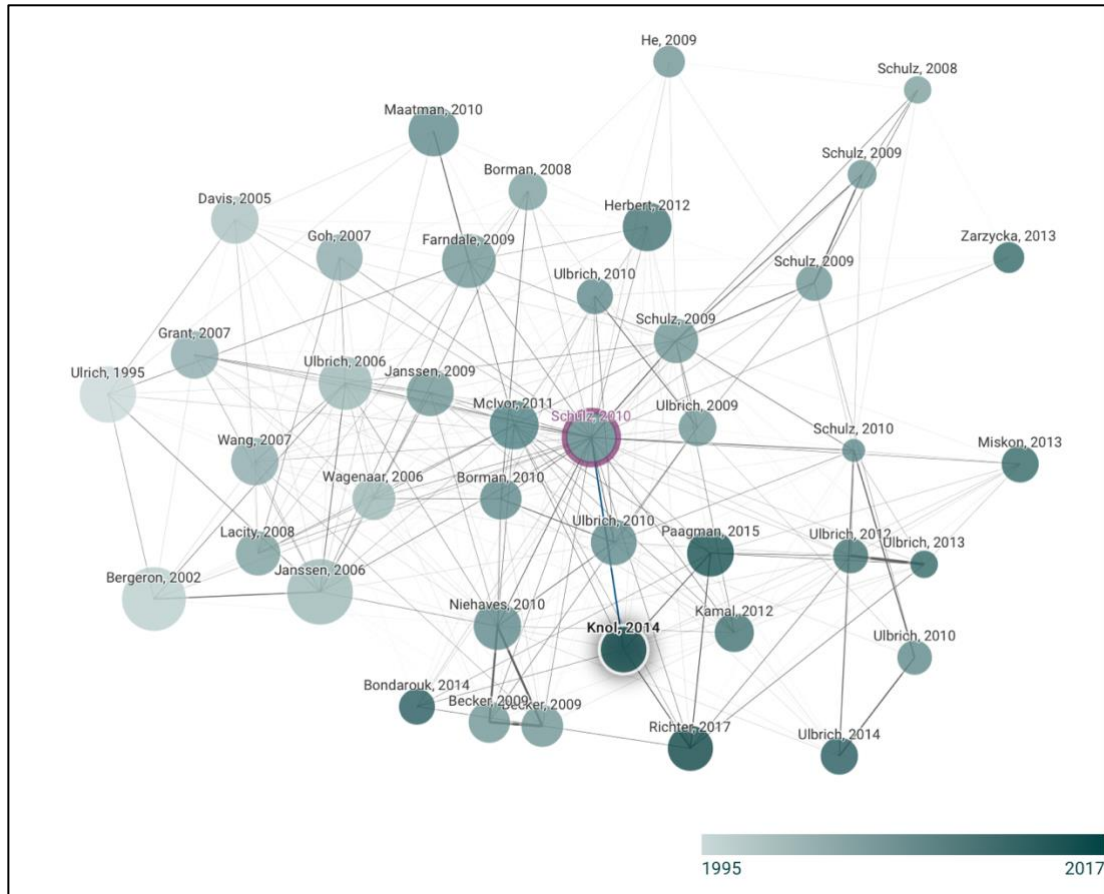 He, 2009
Schulz, 2008
Maatman, 2010
Schulz, 2009
Borman, 2008
Davis, 2005
Herbert, 2012
Goh, 2007
Farndale, 2009
Zarzycka, 2013
Schulz, 2009
Ulbrich, 2010
Schulz, 2009
Grant, 2007
Ulbrich, 2006
Janssen, 2009
Ulrich, 1995
McIvor, 2011
Ulbrich, 2009
Schulz, 2010
Schulz, 2010
Wang, 2007
Miskon, 2013
Wagenaar, 2006
Borman, 2010
Ulbrich, 2010
Paagman, 2015
Lacity, 2008
Ulbrich, 2012
Ulbrich, 2013
Janssen, 2006
Bergeron, 2002
Niehaves, 2010
Kamal, 2012
Knol, 2014
Ulbrich, 2010
Bondarouk, 2014
Becker, 2009
Becker, 2009
Richter, 2017
Ulbrich, 2014
1995
2017